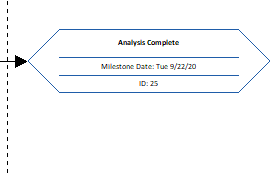 Analysis Complete
Milestone Date: Tue 9/22/20
ID: 25